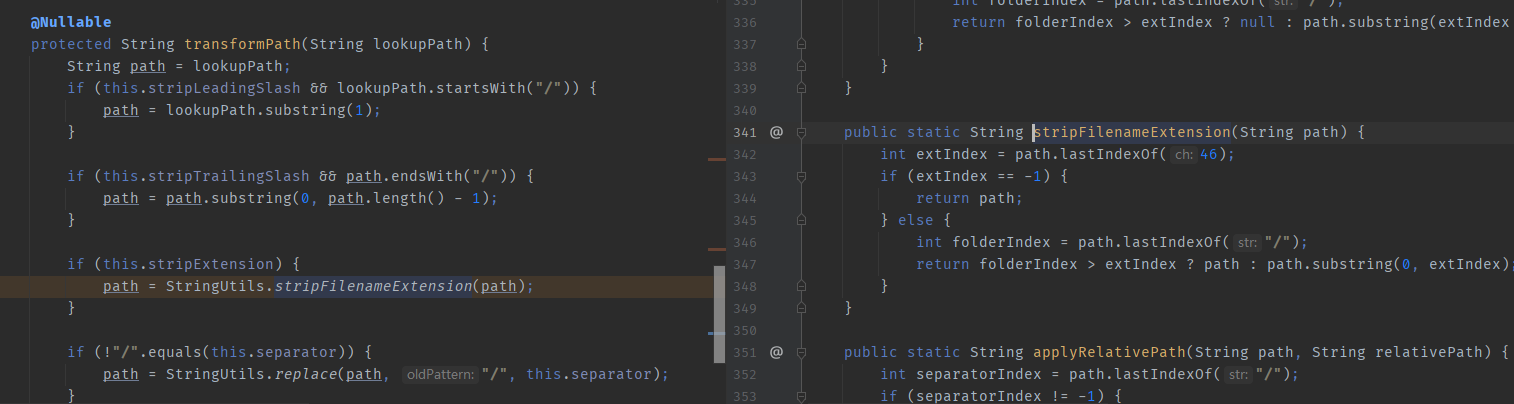 @Nullable
protected String transformPath(String lookupPath) {
String path = lookupPath;
if (this.stripLeadingSlash && lookupPath.startsWith("/")) {
path = lookupPath.substring(1);
}
if (this.stripTrailingSlash && path.endsWith("/")) {
path = path.substring(0, path.length() - 1);
}
if (this.stripExtension) {
path = StringUtils.stripFilenameExtension(path);
}
if (!"/".equals(this.separator)) {
path = StringUtils.replace(path, oldPattern: "/", this.separator);
}
335 int folderIndex = path.lastIndexOf( str: "/");
336 return folderIndex > extIndex ? null : path.substring(extIndex
337 }
338 }
339 }
340
341 @ public static String stripFilenameExtension(String path) {
342 int extIndex = path.lastIndexOf( ch: 46);
343 if (extIndex == -1) {
344 return path;
345 } else {
346 int folderIndex = path.lastIndexOf( str: "/");
347 return folderIndex > extIndex ? path : path.substring(0, extIndex);
348 }
349 }
350
351 @ public static String applyRelativePath(String path, String relativePath) {
352 int separatorIndex = path.lastIndexOf( str: "/");
353 if (separatorIndex != -1) {